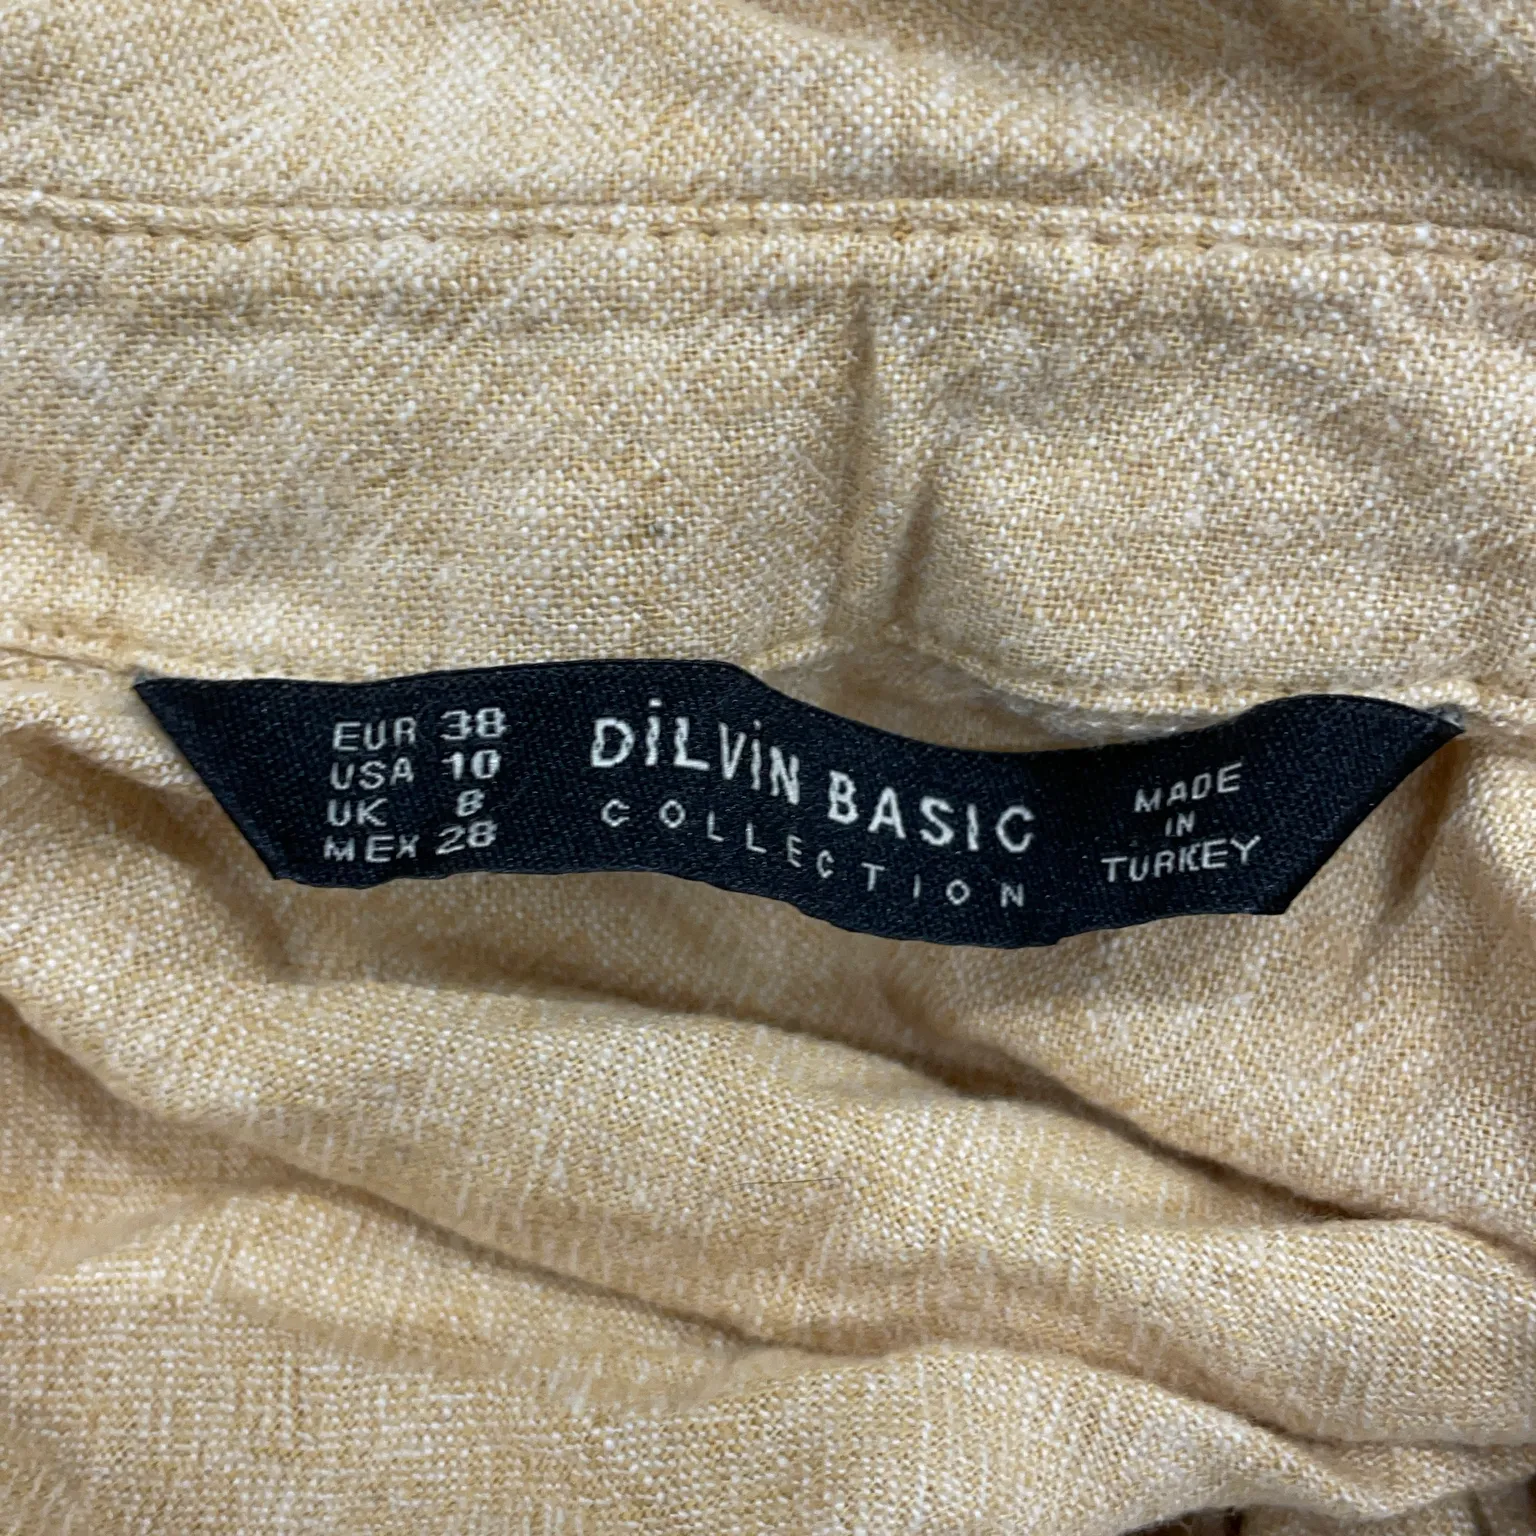 EUR 38
USA 10
UK 8
MEX 28
DİLVİN BASIC
COLLECTION
MADE
IN
TURKEY